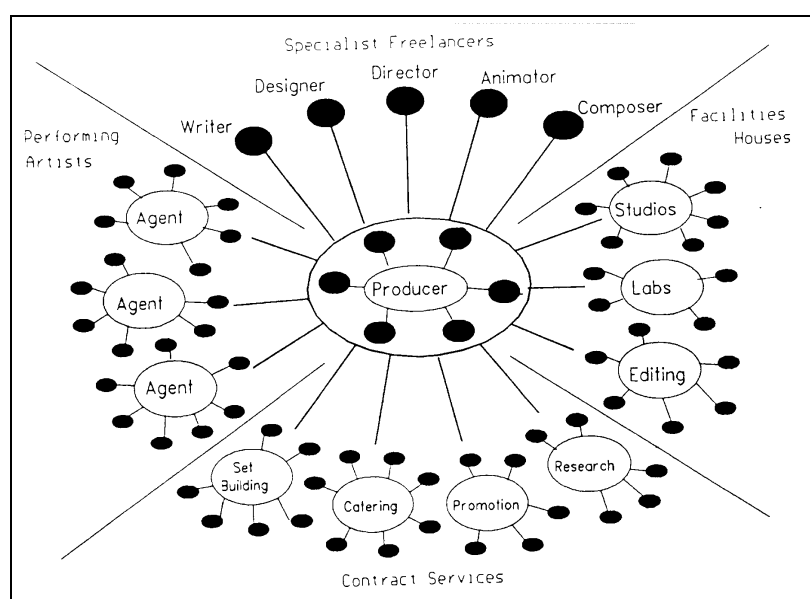 Specialist Freelancers
Director
Designer
Animator
Writer
Composer
Performing
Artists
Facilities
Houses
Agent
Studios
Agent
Producer
Labs
Agent
Editing
Set
Building
Catering
Promotion
Research
Contract Services